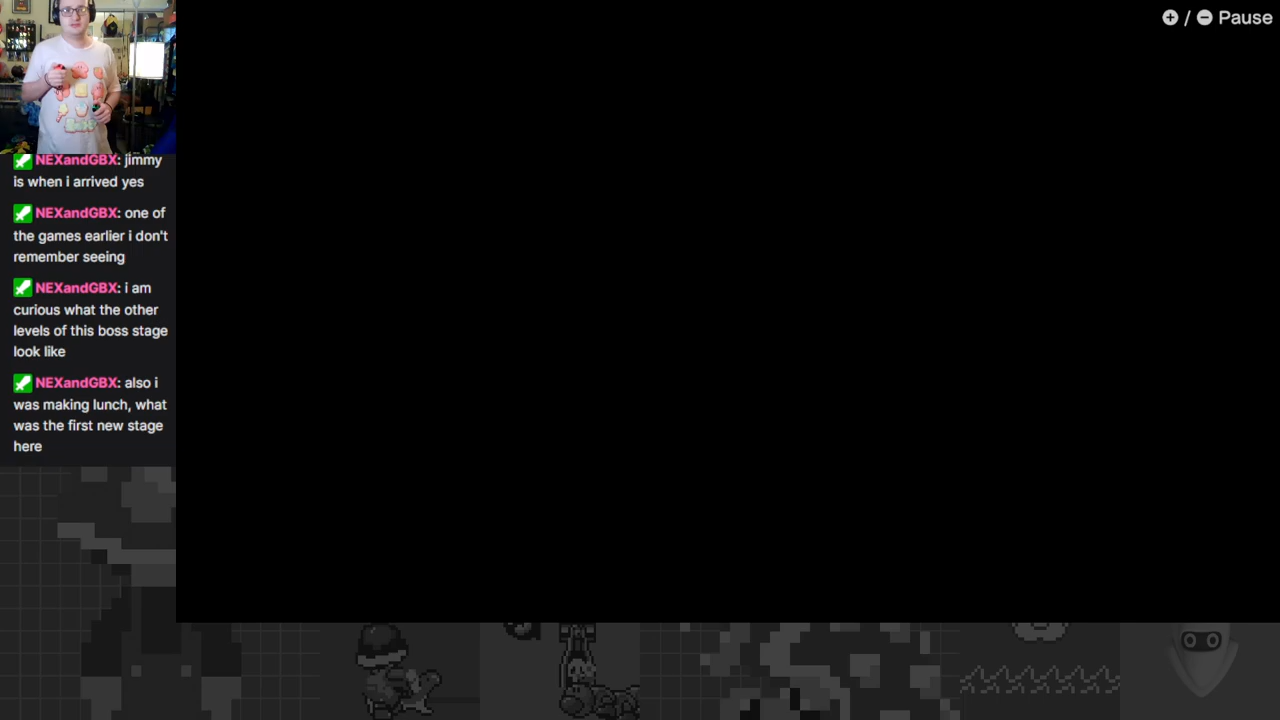 + / - Pause
NEXandGBX: jimmy
is when i arrived yes
NEXandGBX: one of
the games earlier i don't
remember seeing
NEXandGBX: i am
curious what the other
levels of this boss stage
look like
NEXandGBX: also i
was making lunch, what
was the first new stage
here